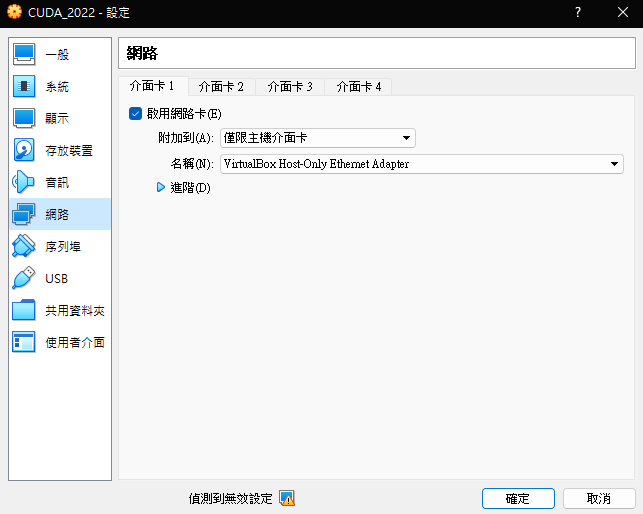 CUDA_2022 - 設定
一般
系統
顯示
存放裝置
音訊
網路
序列埠
USB
共用資料夾
使用者介面
網路
介面卡 1 介面卡 2 介面卡 3 介面卡 4
啟用網路卡(E)
附加到(A): 僅限主機介面卡
名稱(N): VirtualBox Host-Only Ethernet Adapter
進階(D)
偵測到無效設定
確定 取消